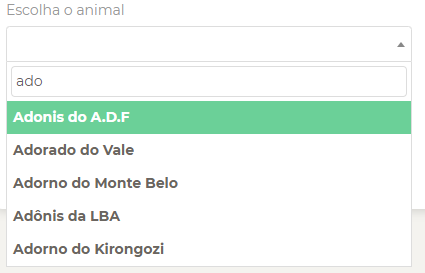 Escolha o animal
ado
Adonis do A.D.F
Adorado do Vale
Adorno do Monte Belo
Adônis da LBA
Adorno do Kirongozi